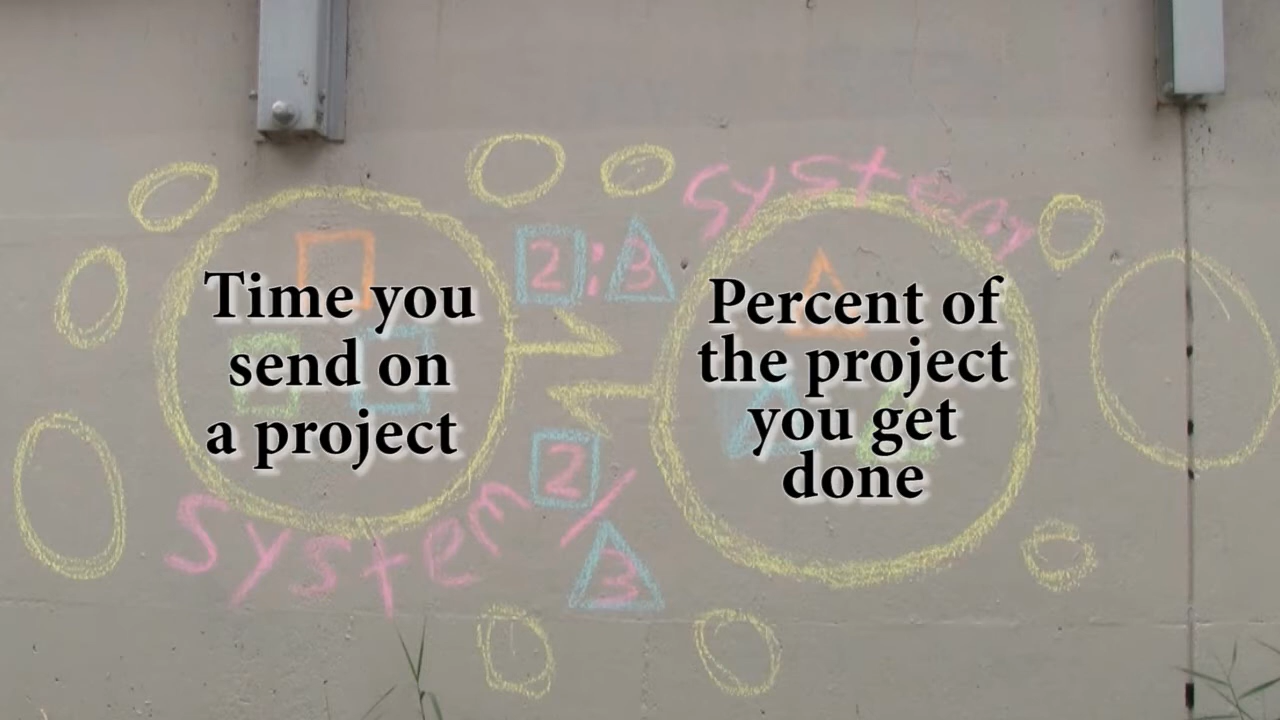 system
2:3
Time you
send on
a project
Percent of
the project
you get
done
2/
3
system